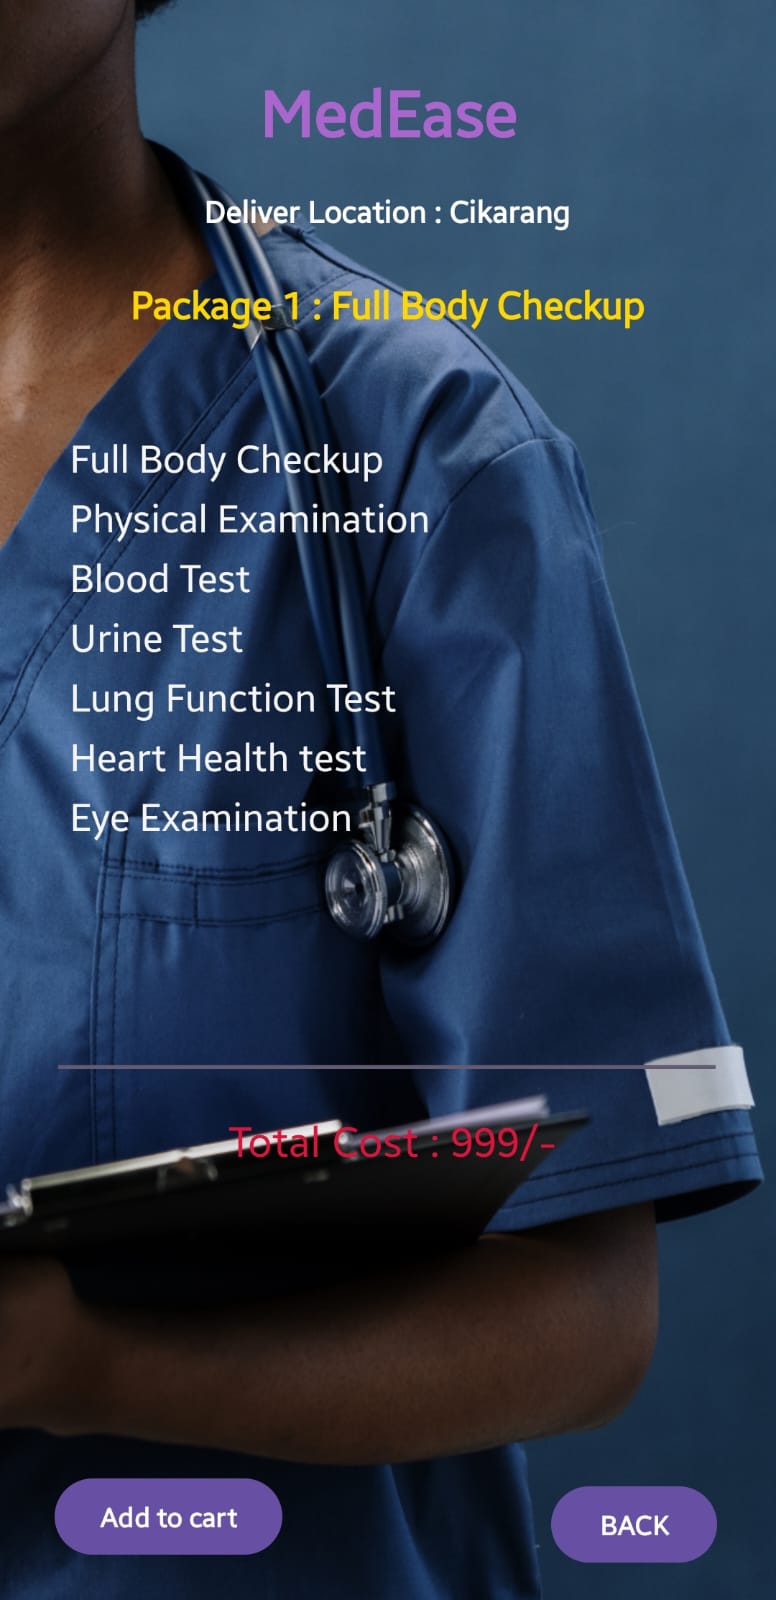 MedEase
Deliver Location : Cikarang
Package 1 : Full Body Checkup
Full Body Checkup
Physical Examination
Blood Test
Urine Test
Lung Function Test
Heart Health test
Eye Examination
Total Cost : 999/-
Add to cart
BACK